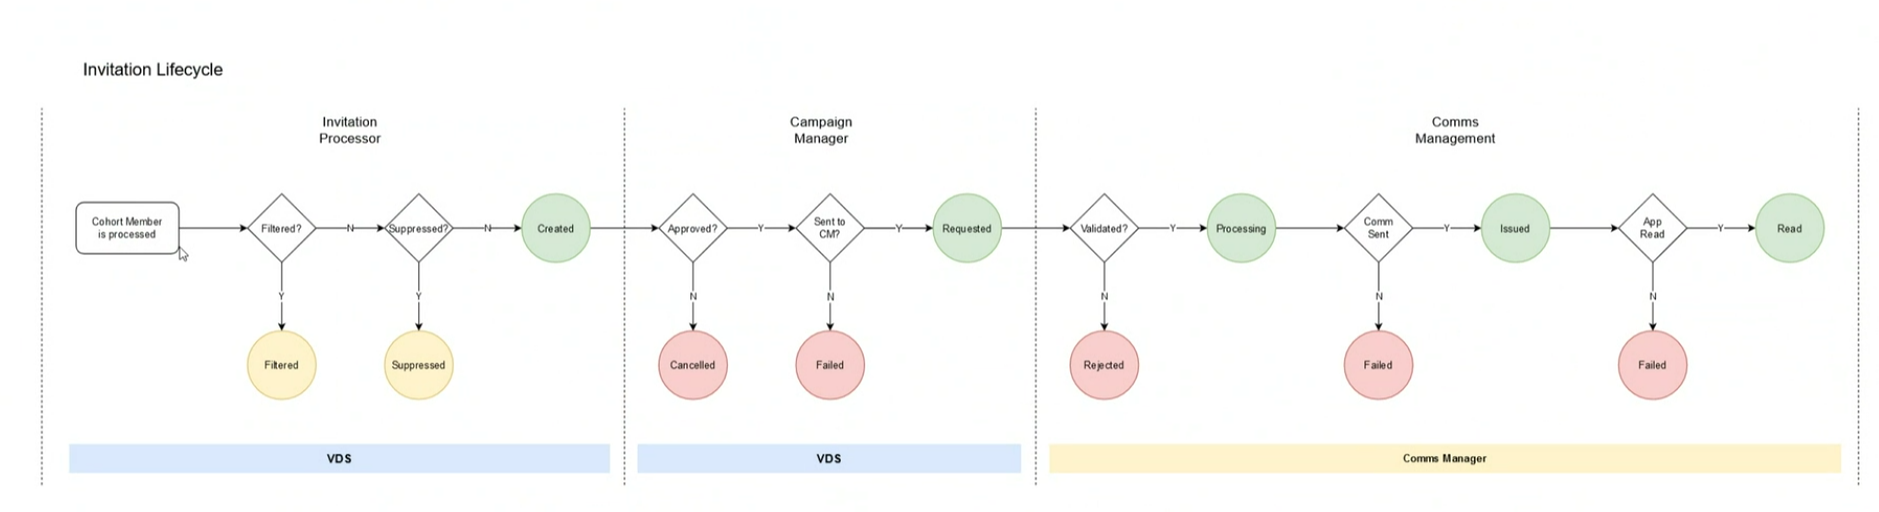 Invitation Lifecycle
Invitation
Processor
Campaign
Manager
Comms
Management
Cohort Member
is processed
Filtered?
N
Suppressed?
N
Created
Approved?
Y
Sent to
CM?
Y
Requested
Validated?
Y
Processing
Comm
Sent
Y
Issued
App
Read
Y
Read
Y
Y
N
N
N
N
N
Filtered
Suppressed
Cancelled
Failed
Rejected
Failed
Failed
VDS
VDS
Comms Manager